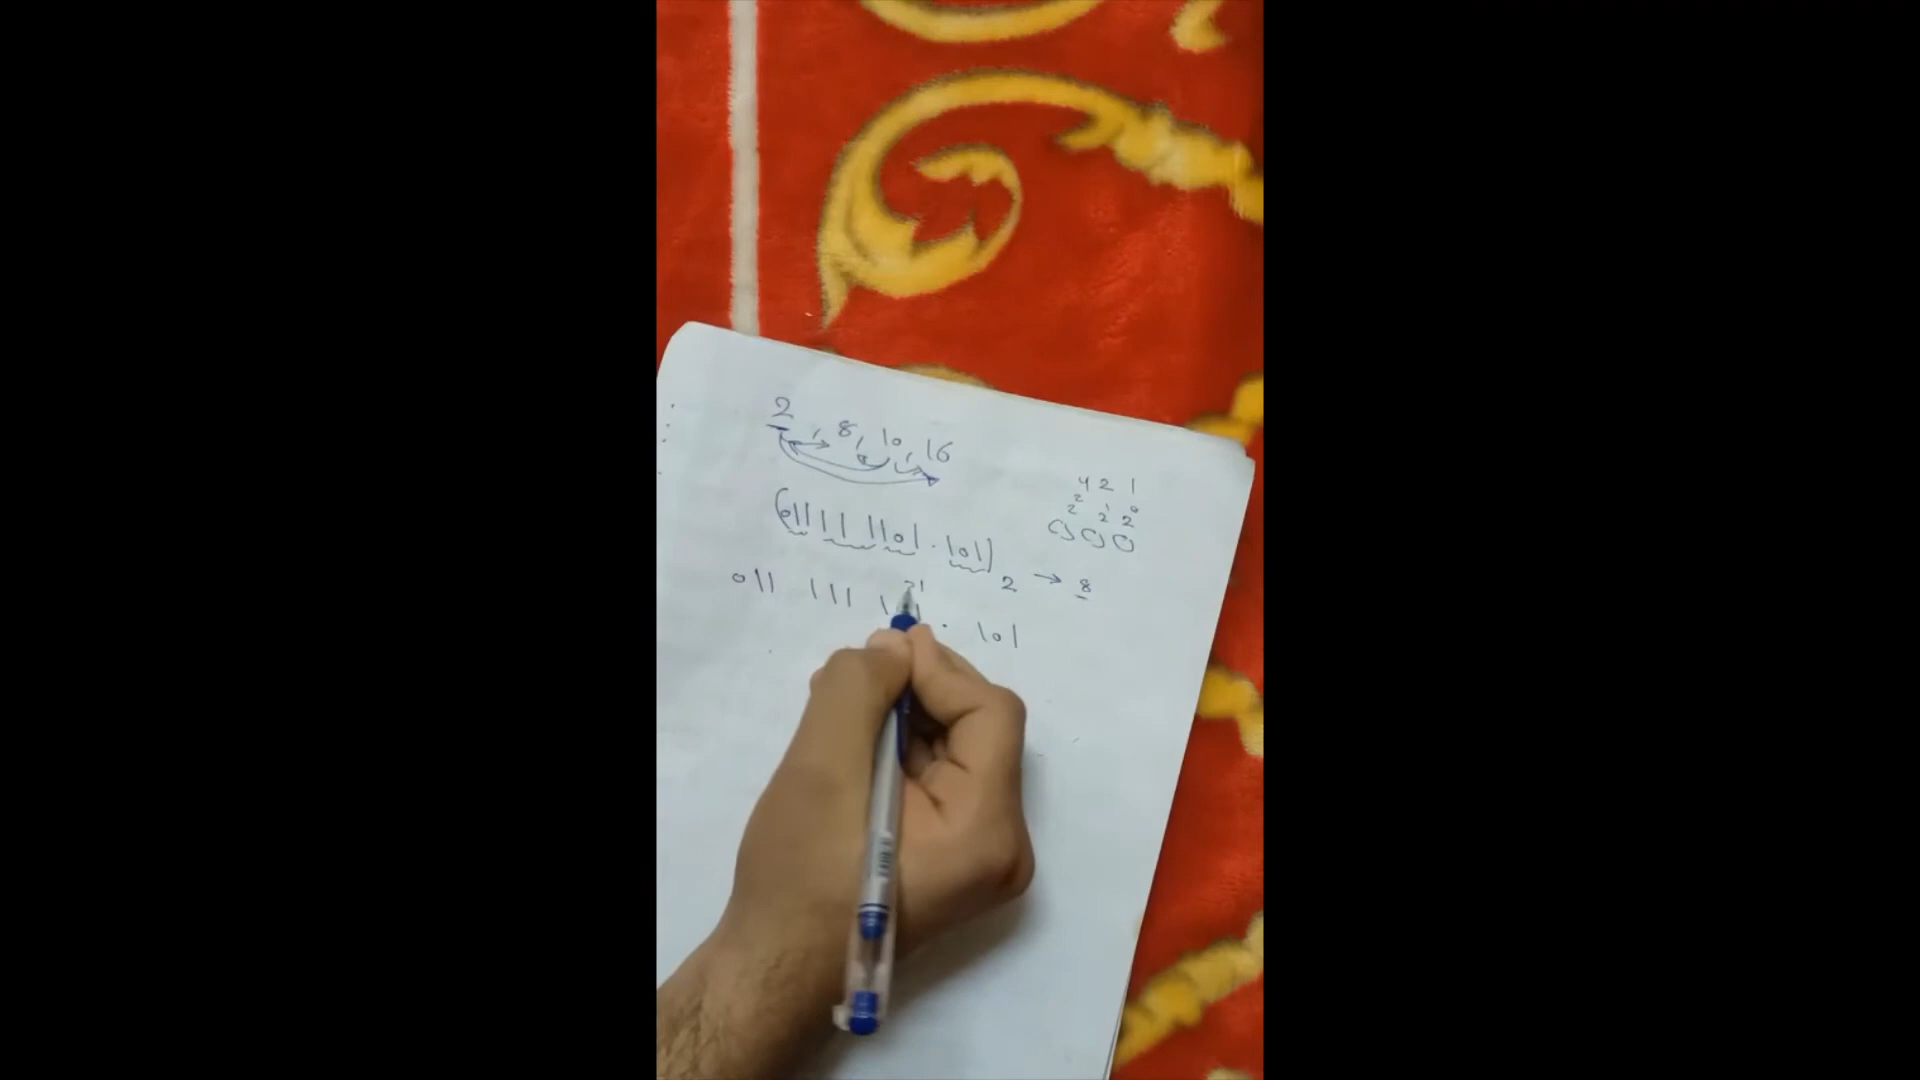 2, 8, 10, 16
4 2 1
2² 2¹ 2⁰
(011111101.101)₂ → 8
011 111 1 . 101